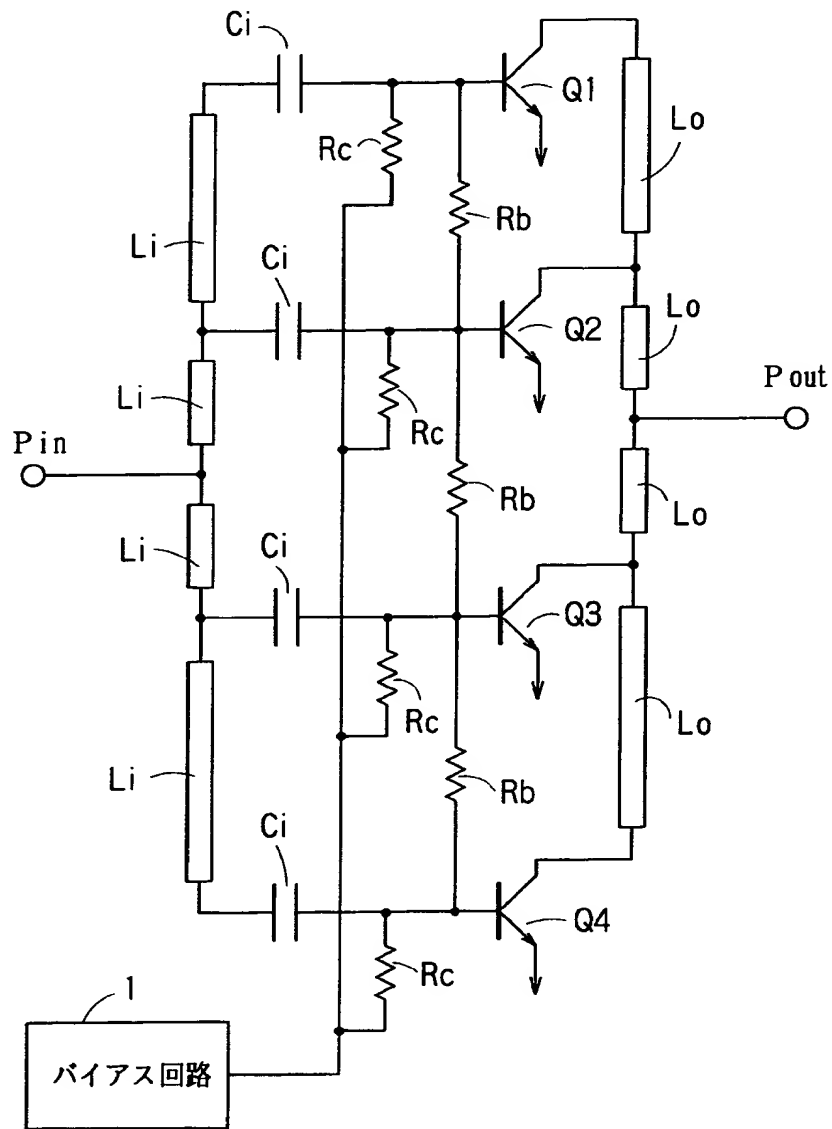 Ci
Q1
Rc
Lo
Rb
Li
Ci
Q2
Lo
Pout
Li
Rc
Pin
Rb
Lo
Li
Ci
Q3
Rc
Lo
Li
Rb
Ci
Q4
Rc
1
バイアス回路